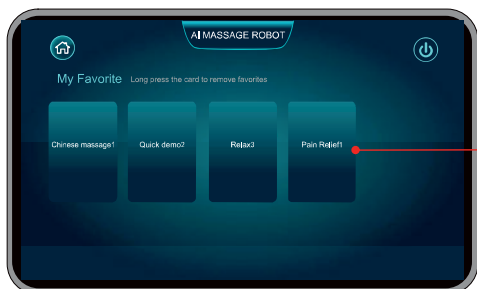 AI MASSAGE ROBOT
My Favorite Long press the card to remove favorites
Chinese massage1 Quick demo2 Relax3 Pain Relief1